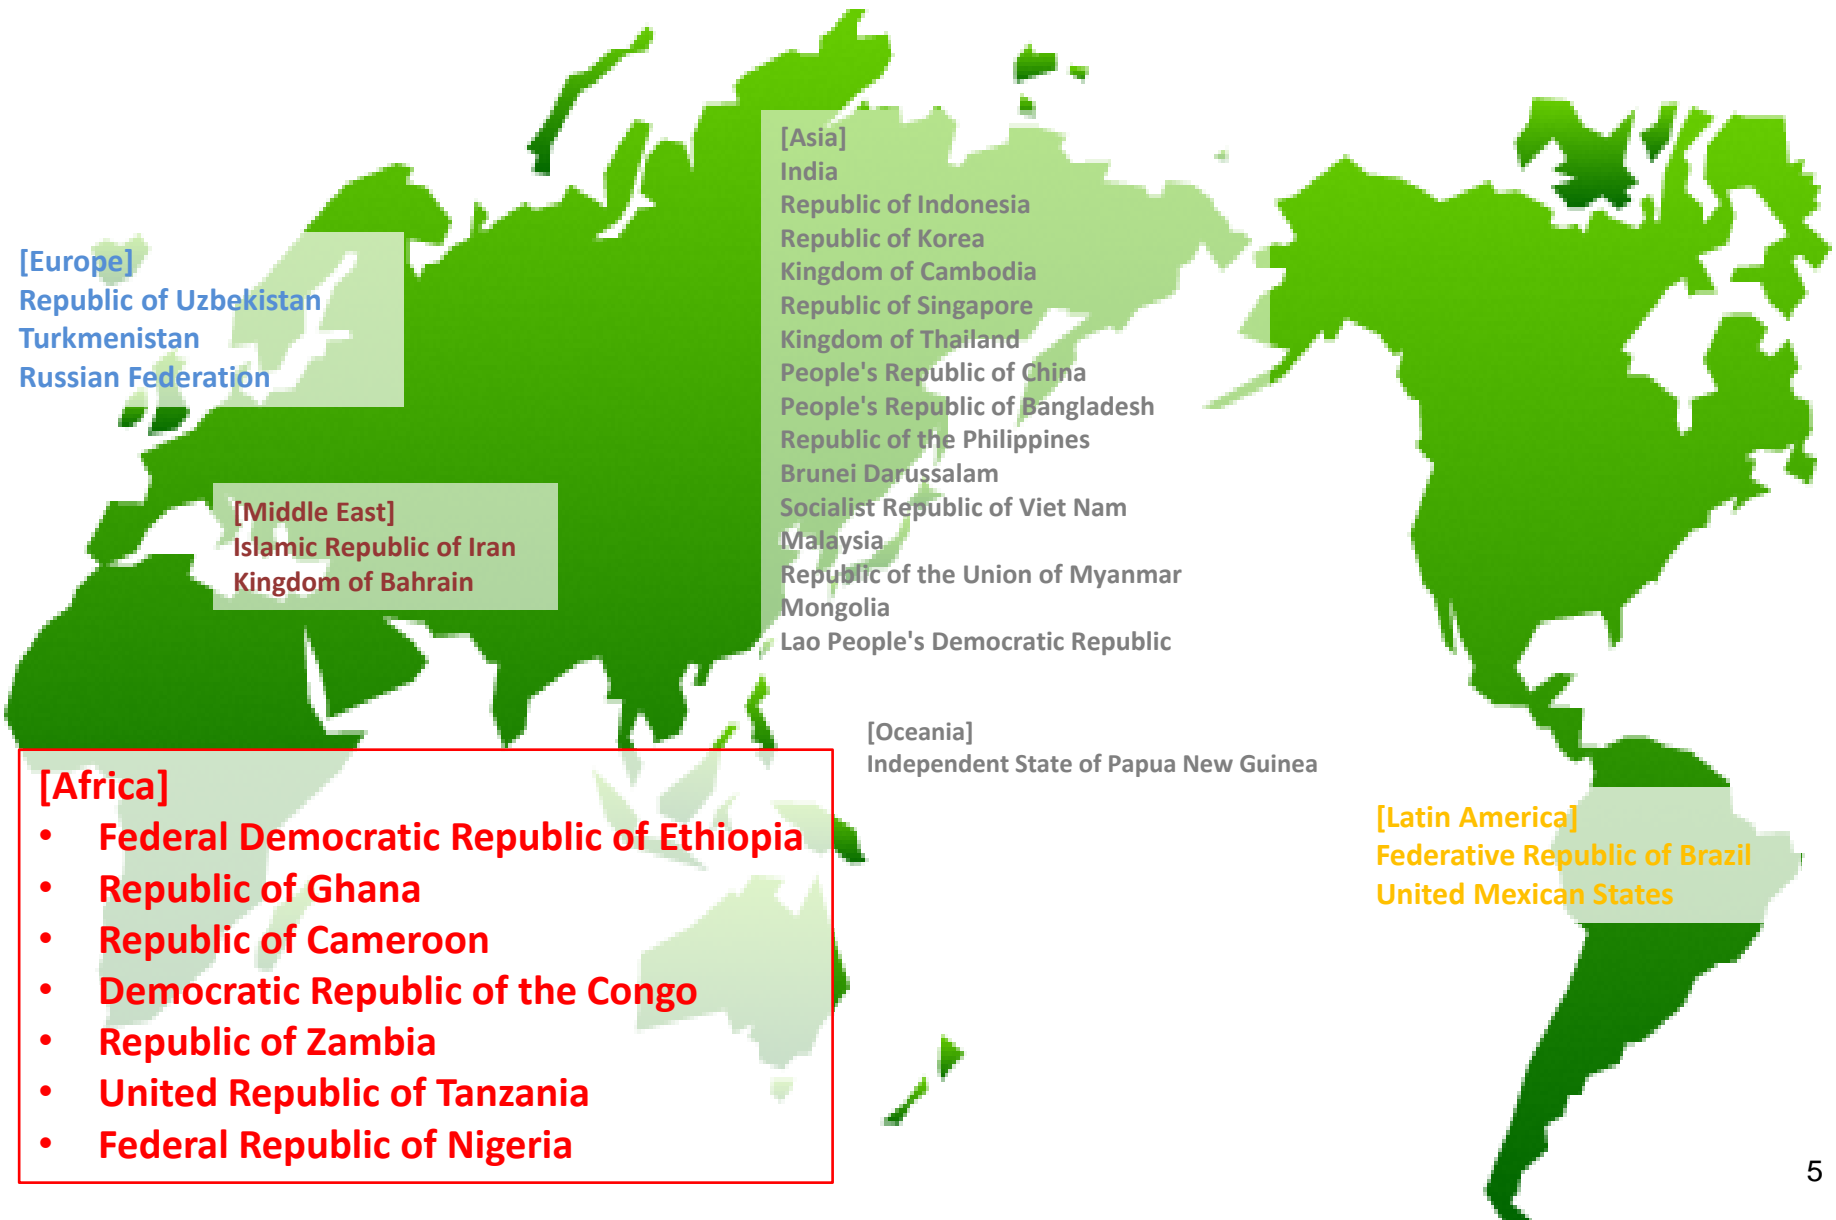 [Europe]
Republic of Uzbekistan
Turkmenistan
Russian Federation
[Middle East]
Islamic Republic of Iran
Kingdom of Bahrain
[Asia]
India
Republic of Indonesia
Republic of Korea
Kingdom of Cambodia
Republic of Singapore
Kingdom of Thailand
People's Republic of China
People's Republic of Bangladesh
Republic of the Philippines
Brunei Darussalam
Socialist Republic of Viet Nam
Malaysia
Republic of the Union of Myanmar
Mongolia
Lao People's Democratic Republic
[Oceania]
Independent State of Papua New Guinea
[Latin America]
Federative Republic of Brazil
United Mexican States
[Africa]
• Federal Democratic Republic of Ethiopia
• Republic of Ghana
• Republic of Cameroon
• Democratic Republic of the Congo
• Republic of Zambia
• United Republic of Tanzania
• Federal Republic of Nigeria
5